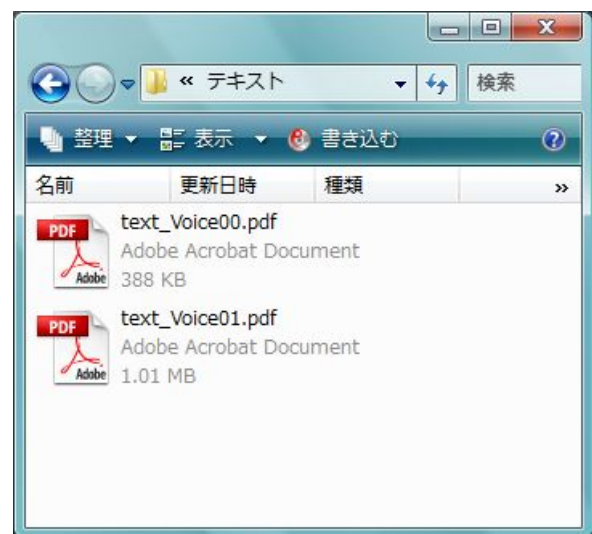 « テキスト
検索
整理 表示 書き込む ?
名前 更新日時 種類 »
PDF
Adobe
text_Voice00.pdf
Adobe Acrobat Document
388 KB
PDF
Adobe
text_Voice01.pdf
Adobe Acrobat Document
1.01 MB